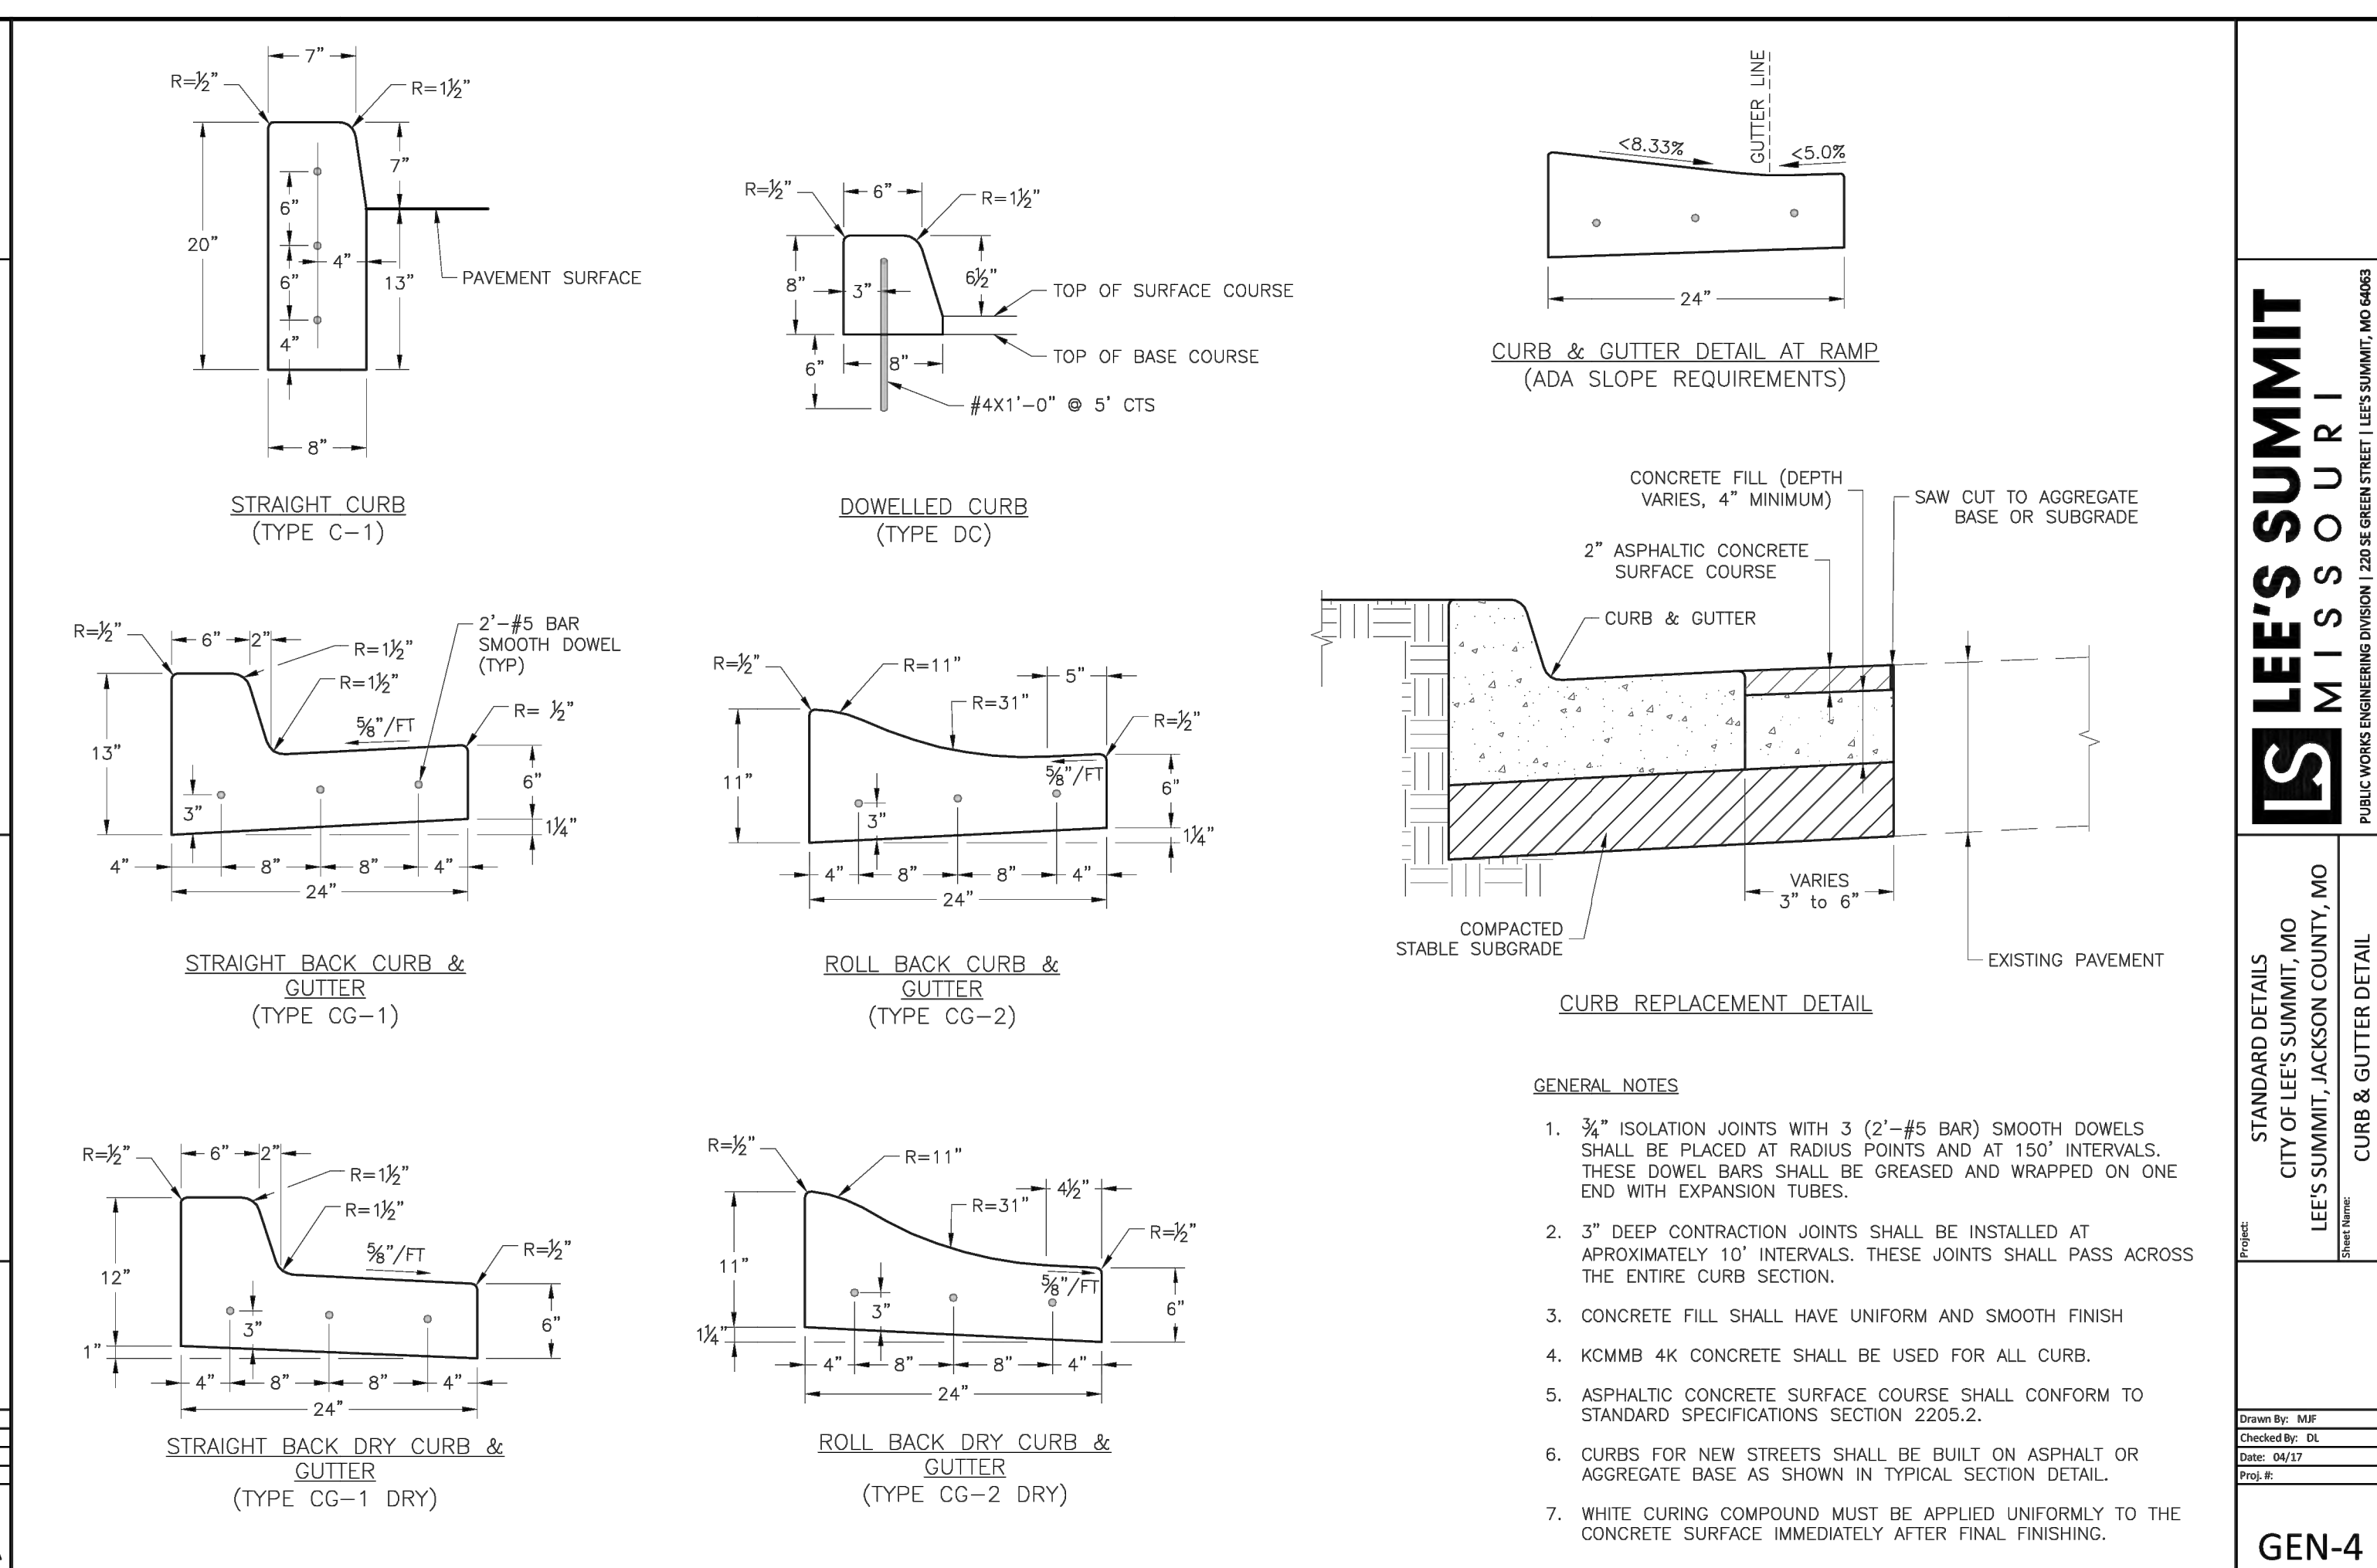 7"
R=½"
R=1½"
20"
7"
6"
6"
4"
4"
13"
PAVEMENT SURFACE
8"
STRAIGHT CURB
(TYPE C-1)
R=½"
6"
R=1½"
8"
3"
6½"
TOP OF SURFACE COURSE
TOP OF BASE COURSE
6"
8"
#4X1'-0" @ 5' CTS
DOWELLED CURB
(TYPE DC)
GUTTER LINE
<8.33%
<5.0%
24"
CURB & GUTTER DETAIL AT RAMP
(ADA SLOPE REQUIREMENTS)
R=½"
6"
2"
R=1½"
R=1½"
2'-#5 BAR
SMOOTH DOWEL
(TYP)
⅝"/FT
R= ½"
13"
3"
6"
1¼"
4"
8"
8"
4"
24"
STRAIGHT BACK CURB &
GUTTER
(TYPE CG-1)
R=½"
R=11"
R=31"
5"
R=½"
11"
⅝"/FT
3"
6"
1¼"
4"
8"
8"
4"
24"
ROLL BACK CURB &
GUTTER
(TYPE CG-2)
CONCRETE FILL (DEPTH
VARIES, 4" MINIMUM)
SAW CUT TO AGGREGATE
BASE OR SUBGRADE
2" ASPHALTIC CONCRETE
SURFACE COURSE
CURB & GUTTER
VARIES
3" to 6"
COMPACTED
STABLE SUBGRADE
EXISTING PAVEMENT
CURB REPLACEMENT DETAIL
R=½"
6"
2"
R=1½"
R=1½"
⅝"/FT
R=½"
12"
3"
6"
1"
4"
8"
8"
4"
24"
STRAIGHT BACK DRY CURB &
GUTTER
(TYPE CG-1 DRY)
R=½"
R=11"
R=31"
4½"
R=½"
11"
⅝"/FT
3"
6"
1¼"
4"
8"
8"
4"
24"
ROLL BACK DRY CURB &
GUTTER
(TYPE CG-2 DRY)
GENERAL NOTES
1. ¾" ISOLATION JOINTS WITH 3 (2'-#5 BAR) SMOOTH DOWELS
SHALL BE PLACED AT RADIUS POINTS AND AT 150' INTERVALS.
THESE DOWEL BARS SHALL BE GREASED AND WRAPPED ON ONE
END WITH EXPANSION TUBES.
2. 3" DEEP CONTRACTION JOINTS SHALL BE INSTALLED AT
APROXIMATELY 10' INTERVALS. THESE JOINTS SHALL PASS ACROSS
THE ENTIRE CURB SECTION.
3. CONCRETE FILL SHALL HAVE UNIFORM AND SMOOTH FINISH
4. KCMMB 4K CONCRETE SHALL BE USED FOR ALL CURB.
5. ASPHALTIC CONCRETE SURFACE COURSE SHALL CONFORM TO
STANDARD SPECIFICATIONS SECTION 2205.2.
6. CURBS FOR NEW STREETS SHALL BE BUILT ON ASPHALT OR
AGGREGATE BASE AS SHOWN IN TYPICAL SECTION DETAIL.
7. WHITE CURING COMPOUND MUST BE APPLIED UNIFORMLY TO THE
CONCRETE SURFACE IMMEDIATELY AFTER FINAL FINISHING.
LS
LEE'S SUMMIT
MISSOURI
PUBLIC WORKS ENGINEERING DIVISION | 220 SE GREEN STREET | LEE'S SUMMIT, MO 64063
Project:
STANDARD DETAILS
CITY OF LEE'S SUMMIT, MO
LEE'S SUMMIT, JACKSON COUNTY, MO
Sheet Name:
CURB & GUTTER DETAIL
Drawn By: MJF
Checked By: DL
Date: 04/17
Proj. #:
GEN-4